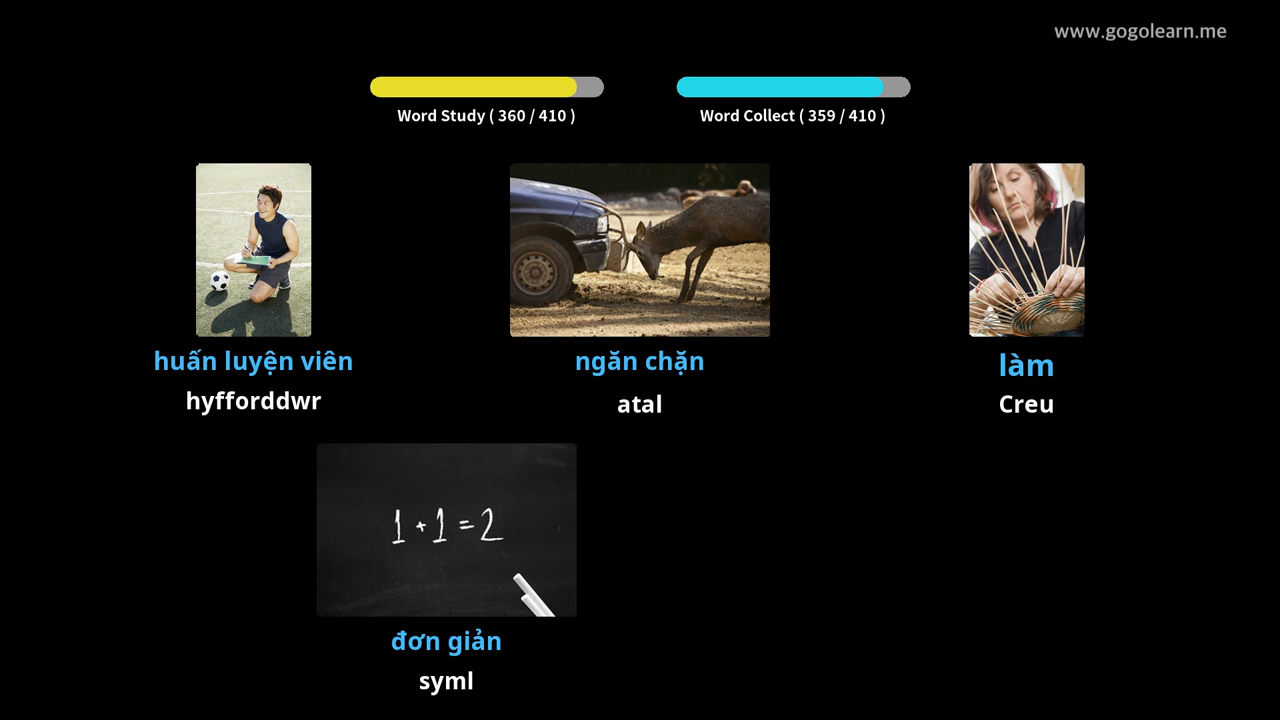 www.gogolearn.me
Word Study ( 360 / 410 )
Word Collect ( 359 / 410 )
huấn luyện viên
hyfforddwr
ngăn chặn
atal
làm
Creu
1 + 1 = 2
đơn giản
syml